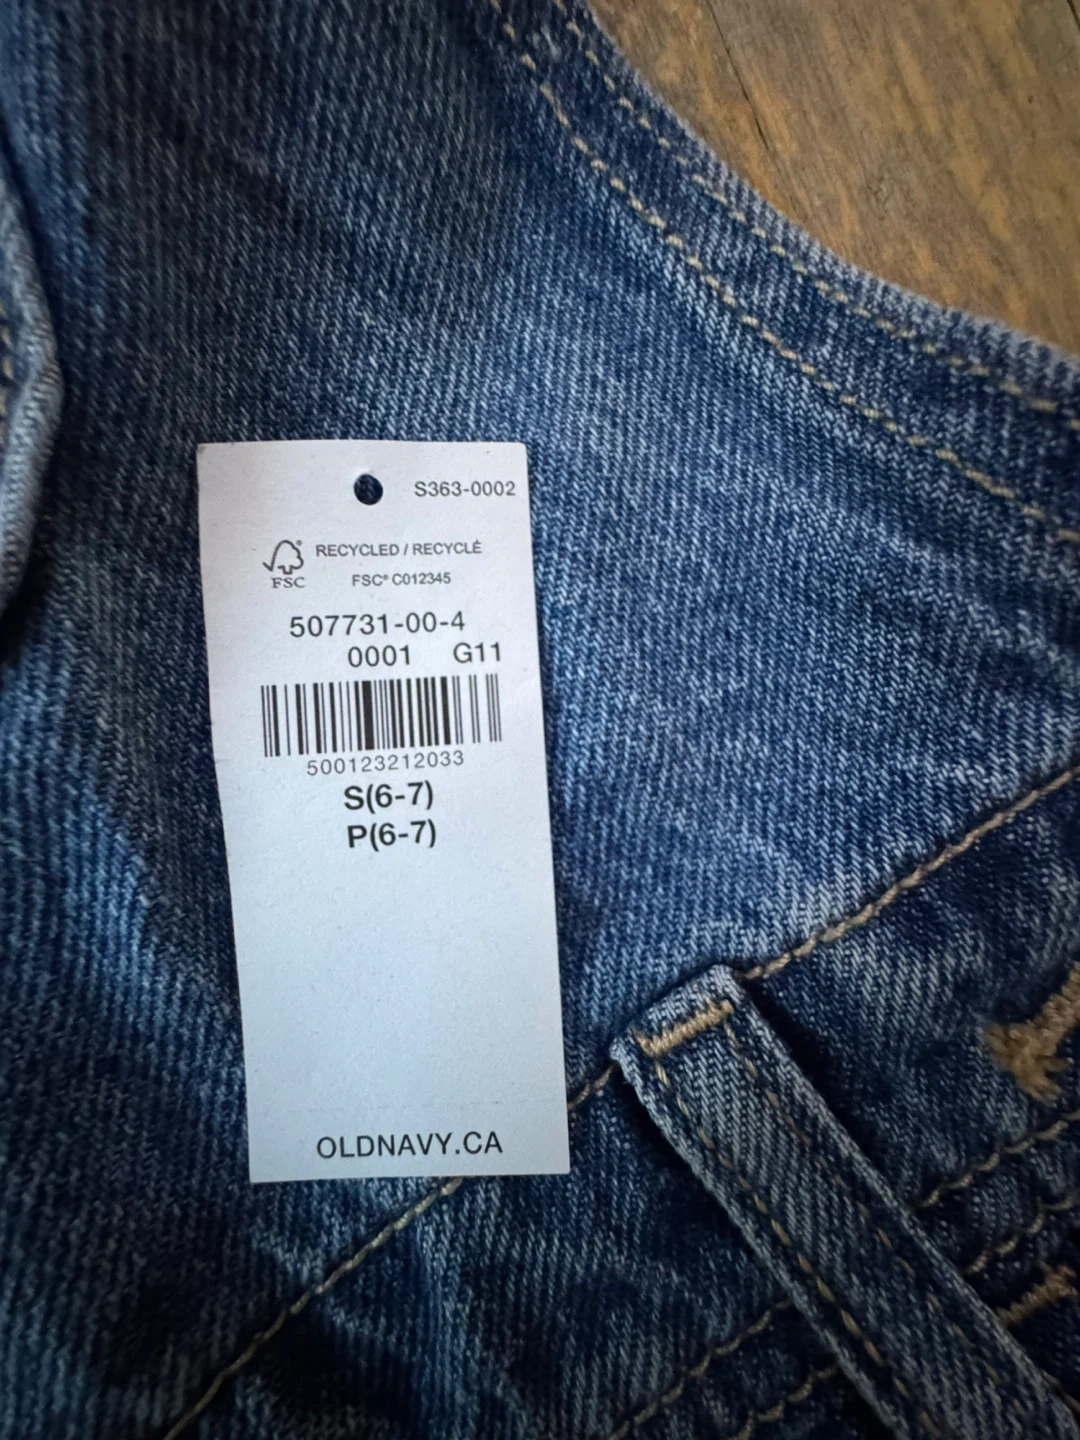 S363-0002
RECYCLED / RECYCLÉ
FSC
FSC® C012345
507731-00-4
0001 G11
500123212033
S(6-7)
P(6-7)
OLDNAVY.CA